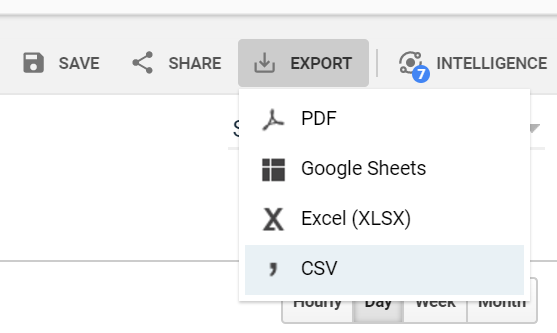 SAVE SHARE EXPORT INTELLIGENCE
7
PDF
Google Sheets
Excel (XLSX)
CSV
Hourly Day Week Month